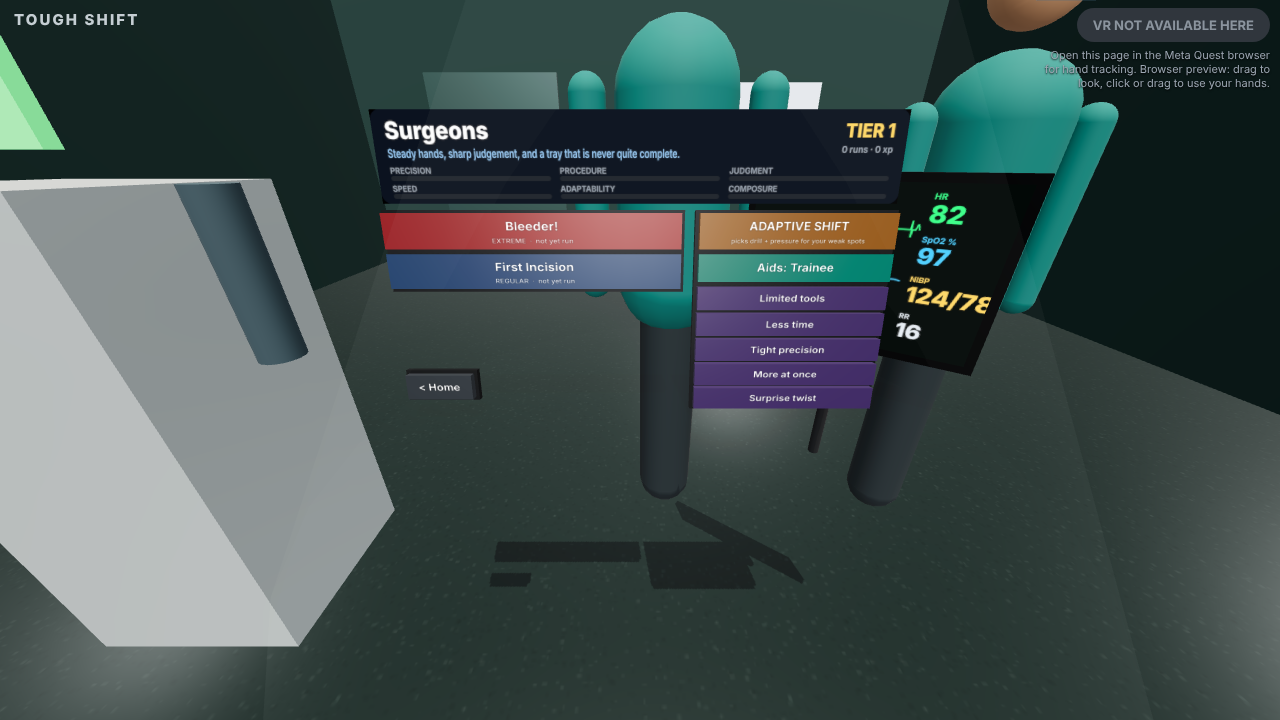 TOUGH SHIFT
VR NOT AVAILABLE HERE
Open this page in the Meta Quest browser
for hand tracking. Browser preview: drag to
look, click or drag to use your hands.
Surgeons
TIER 1
Steady hands, sharp judgement, and a tray that is never quite complete.
0 runs · 0 xp
PRECISION
PROCEDURE
JUDGMENT
SPEED
ADAPTABILITY
COMPOSURE
Bleeder!
EXTREME not yet run
First Incision
REGULAR not yet run
ADAPTIVE SHIFT
picks drill + pressure for your weak spots
Aids: Trainee
Limited tools
Less time
Tight precision
More at once
Surprise twist
< Home
HR
82
SpO2 %
97
NIBP
124/78
RR
16